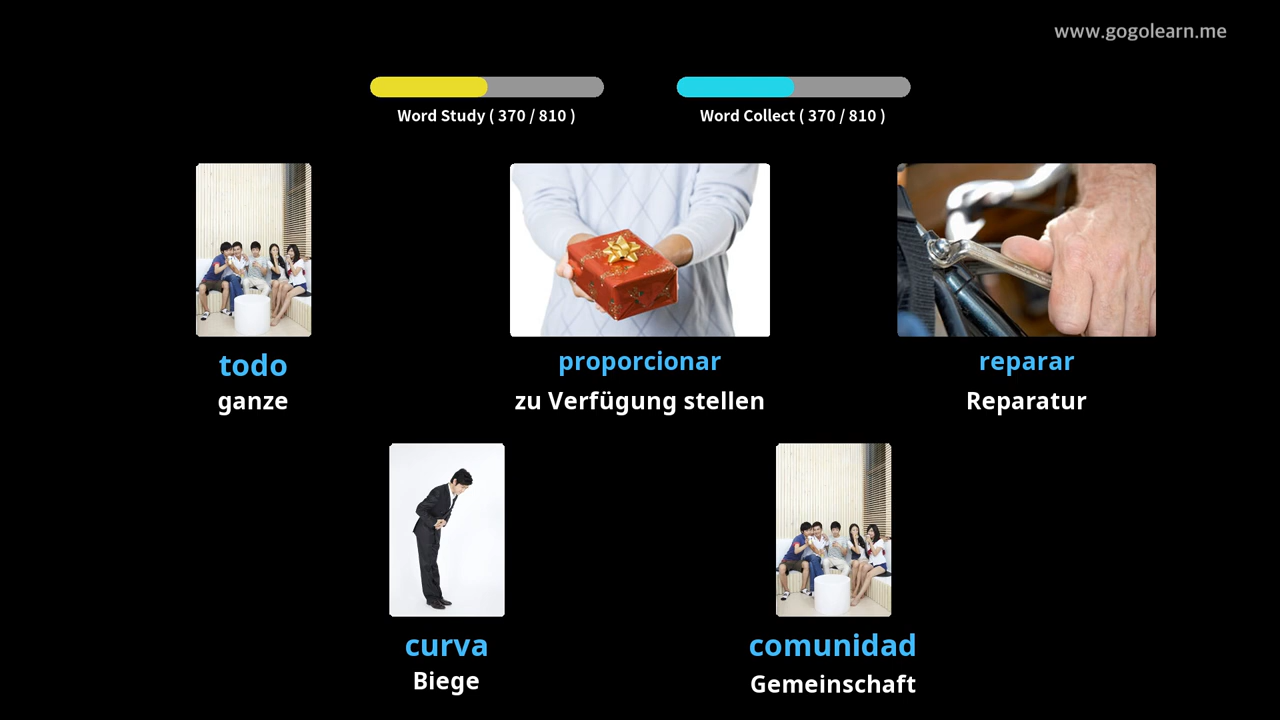 www.gogolearn.me
Word Study ( 370 / 810 )
Word Collect ( 370 / 810 )
todo
ganze
proporcionar
zu Verfügung stellen
reparar
Reparatur
curva
Biege
comunidad
Gemeinschaft